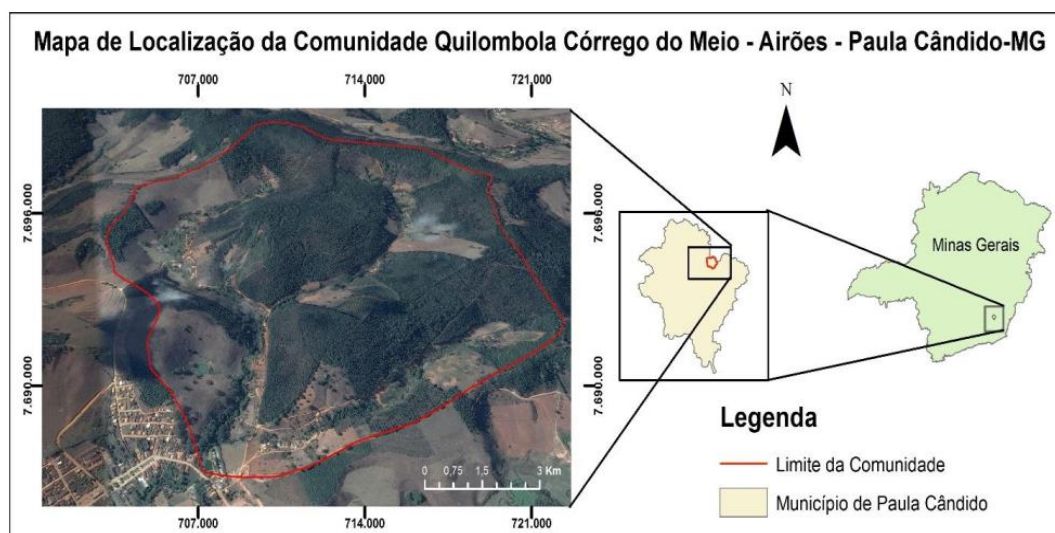 Mapa de Localização da Comunidade Quilombola Córrego do Meio - Airões - Paula Cândido-MG
707.000 714.000 721.000
N
7.696.000 7.696.000
Minas Gerais
7.690.000 7.690.000
Legenda
Limite da Comunidade
Município de Paula Cândido
0 0,75 1,5 3 Km
707.000 714.000 721.000